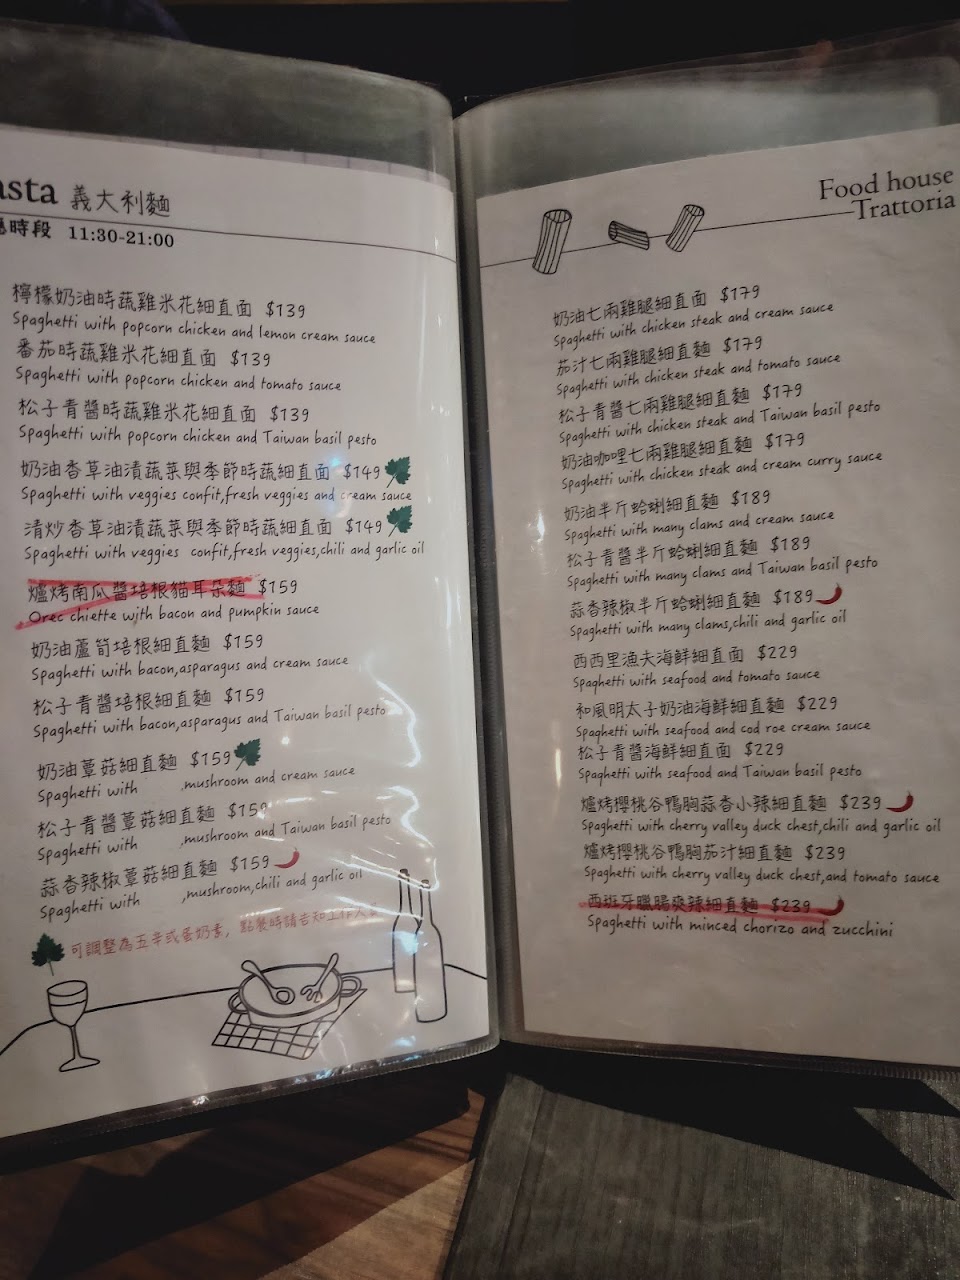 asta 義大利麵
時段 11:30-21:00
檸檬奶油時蔬雞米花細直面 $139
Spaghetti with popcorn chicken and lemon cream sauce
番茄時蔬雞米花細直面 $139
Spaghetti with popcorn chicken and tomato sauce
松子青醬時蔬雞米花細直面 $139
Spaghetti with popcorn chicken and Taiwan basil pesto
奶油香草油漬蔬菜與季節時蔬細直面 $149
Spaghetti with veggies confit,fresh veggies and cream sauce
清炒香草油漬蔬菜與季節時蔬細直面 $149
Spaghetti with veggies confit,fresh veggies,chili and garlic oil
爐烤南瓜醬培根貓耳朵麵 $159
Orec chiette with bacon and pumpkin sauce
奶油蘆筍培根細直麵 $159
Spaghetti with bacon,asparagus and cream sauce
松子青醬培根細直麵 $159
Spaghetti with bacon,asparagus and Taiwan basil pesto
奶油蕈菇細直麵 $159
Spaghetti with ,mushroom and cream sauce
松子青醬蕈菇細直麵 $159
Spaghetti with ,mushroom and Taiwan basil pesto
蒜香辣椒蕈菇細直麵 $159
Spaghetti with ,mushroom,chili and garlic oil
可調整為五辛或蛋奶素，點餐時請告知工作人員
Food house
Trattoria
奶油七兩雞腿細直面 $179
Spaghetti with chicken steak and cream sauce
茄汁七兩雞腿細直麵 $179
Spaghetti with chicken steak and tomato sauce
松子青醬七兩雞腿細直麵 $179
Spaghetti with chicken steak and Taiwan basil pesto
奶油咖哩七兩雞腿細直麵 $179
Spaghetti with chicken steak and cream curry sauce
奶油半斤蛤蜊細直麵 $189
Spaghetti with many clams and cream sauce
松子青醬半斤蛤蜊細直麵 $189
Spaghetti with many clams and Taiwan basil pesto
蒜香辣椒半斤蛤蜊細直麵 $189
Spaghetti with many clams,chili and garlic oil
西西里漁夫海鮮細直面 $229
Spaghetti with seafood and tomato sauce
和風明太子奶油海鮮細直麵 $229
Spaghetti with seafood and cod roe cream sauce
松子青醬海鮮細直面 $229
Spaghetti with seafood and Taiwan basil pesto
爐烤櫻桃谷鴨胸蒜香小辣細直麵 $239
Spaghetti with cherry valley duck chest,chili and garlic oil
爐烤櫻桃谷鴨胸茄汁細直麵 $239
Spaghetti with cherry valley duck chest,and tomato sauce
西班牙臘腸爽辣細直麵 $239
Spaghetti with minced chorizo and zucchini